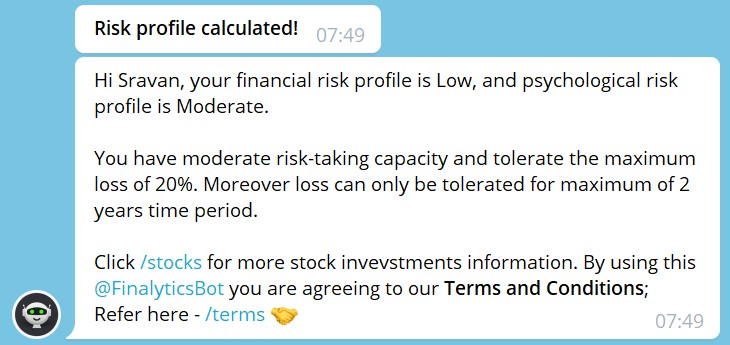 Risk profile calculated! 07:49
Hi Sravan, your financial risk profile is Low, and psychological risk
profile is Moderate.
You have moderate risk-taking capacity and tolerate the maximum
loss of 20%. Moreover loss can only be tolerated for maximum of 2
years time period.
Click /stocks for more stock invevstments information. By using this
@FinalyticsBot you are agreeing to our Terms and Conditions;
Refer here - /terms 🤝
07:49